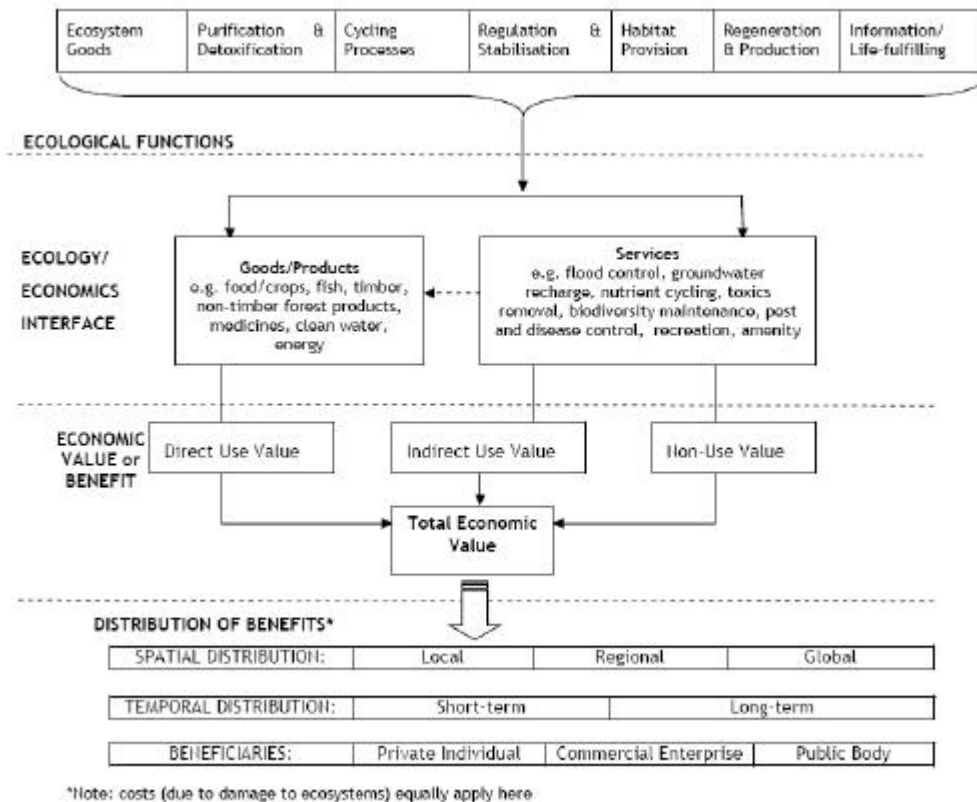 Ecosystem Goods
Purification & Detoxification
Cycling Processes
Regulation & Stabilisation
Habitat Provision
Regeneration & Production
Information/ Life-fulfilling
ECOLOGICAL FUNCTIONS
ECOLOGY/
ECONOMICS
INTERFACE
Goods/Products
e.g. food/crops, fish, timber,
non-timber forest products,
medicines, clean water,
energy
Services
e.g. flood control, groundwater
recharge, nutrient cycling, toxics
removal, biodiversity maintenance, pest
and disease control, recreation, amenity
ECONOMIC
VALUE or
BENEFIT
Direct Use Value
Indirect Use Value
Non-Use Value
Total Economic
Value
DISTRIBUTION OF BENEFITS*
SPATIAL DISTRIBUTION: Local Regional Global
TEMPORAL DISTRIBUTION: Short-term Long-term
BENEFICIARIES: Private Individual Commercial Enterprise Public Body
*Note: costs (due to damage to ecosystems) equally apply here